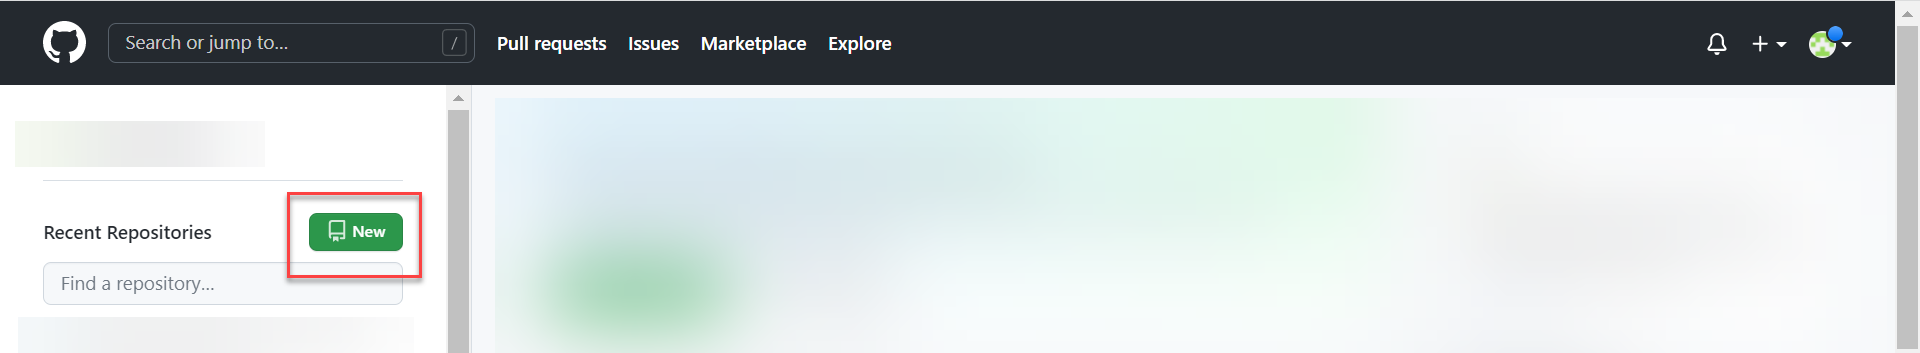 Search or jump to... /
Pull requests Issues Marketplace Explore
Recent Repositories
New
Find a repository...